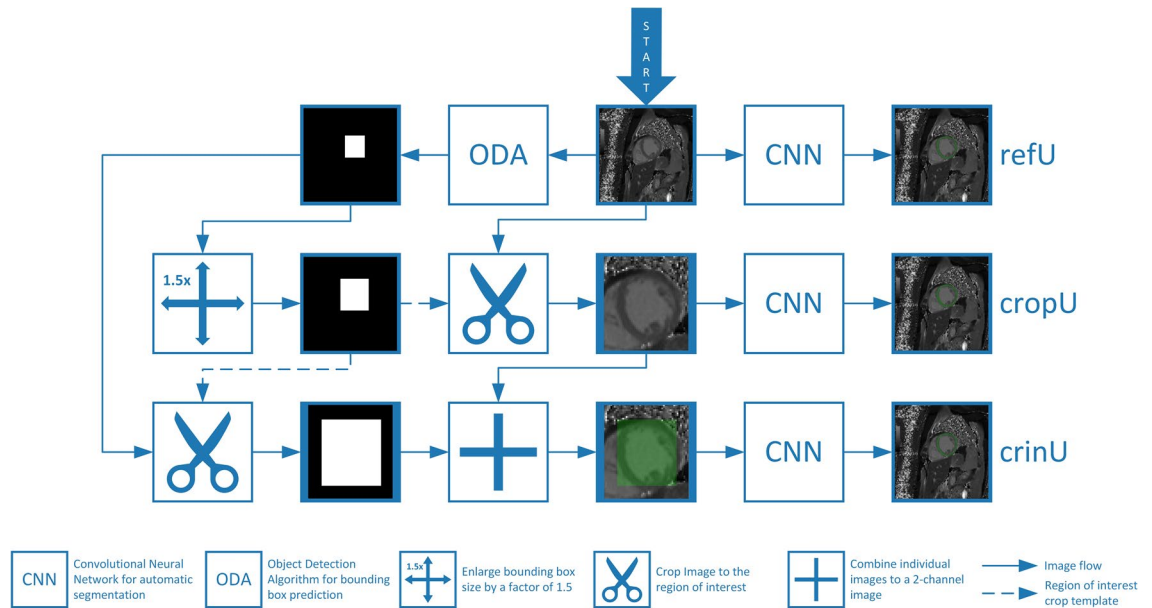 START
ODA
CNN
refU
1.5x
CNN
cropU
CNN
crinU
CNN
Convolutional Neural
Network for automatic
segmentation
ODA
Object Detection
Algorithm for bounding
box prediction
1.5x
Enlarge bounding box
size by a factor of 1.5
Crop Image to the
region of interest
Combine individual
images to a 2-channel
image
Image flow
Region of interest
crop template